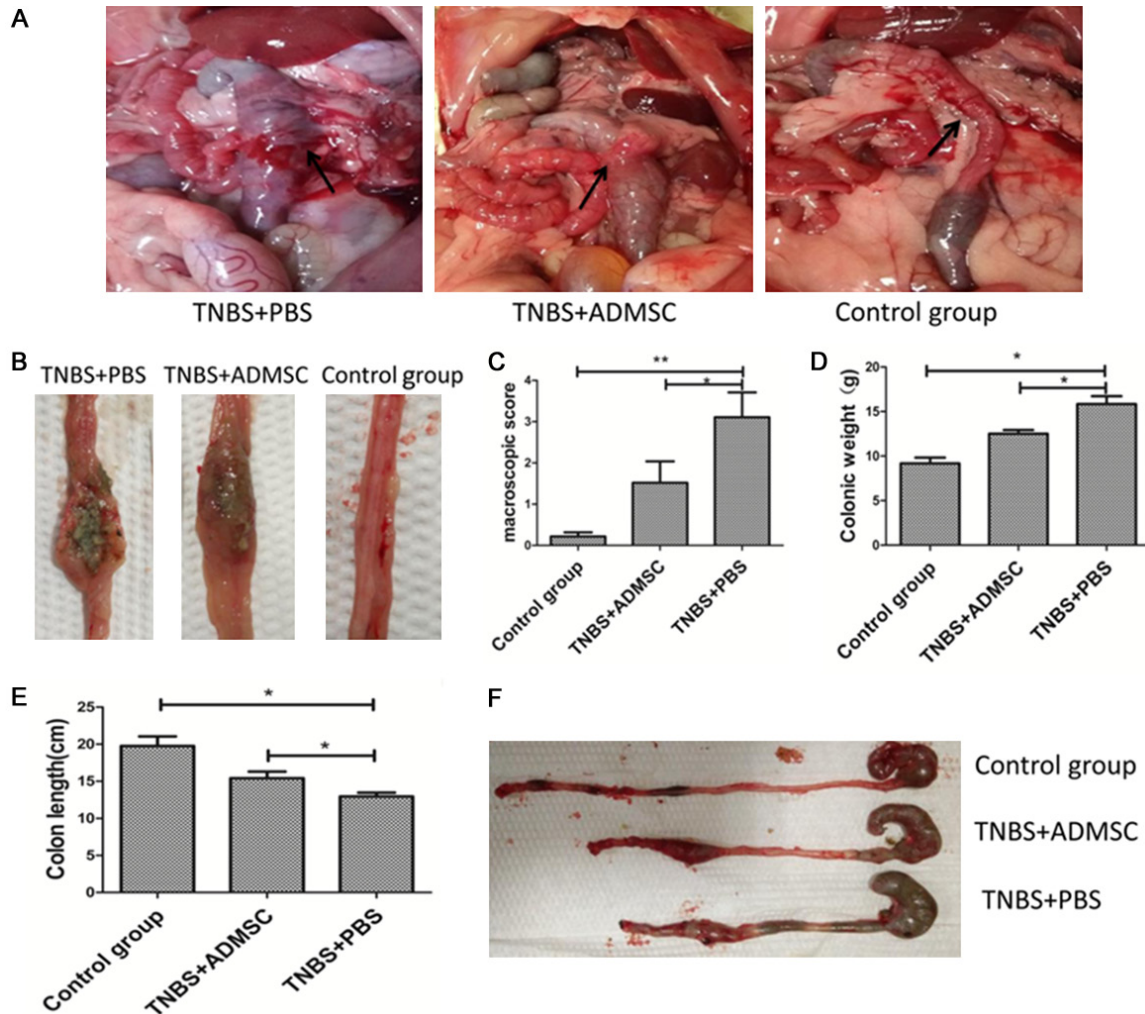 A
TNBS+PBS
TNBS+ADMSC
Control group
B
TNBS+PBS
TNBS+ADMSC
Control group
C
macroscopic score
4
3
2
1
0
**
*
Control group
TNBS+ADMSC
TNBS+PBS
D
Colonic weight (g)
20
15
10
5
0
*
*
Control group
TNBS+ADMSC
TNBS+PBS
E
Colon length(cm)
25
20
15
10
5
0
*
*
Control group
TNBS+ADMSC
TNBS+PBS
F
Control group
TNBS+ADMSC
TNBS+PBS